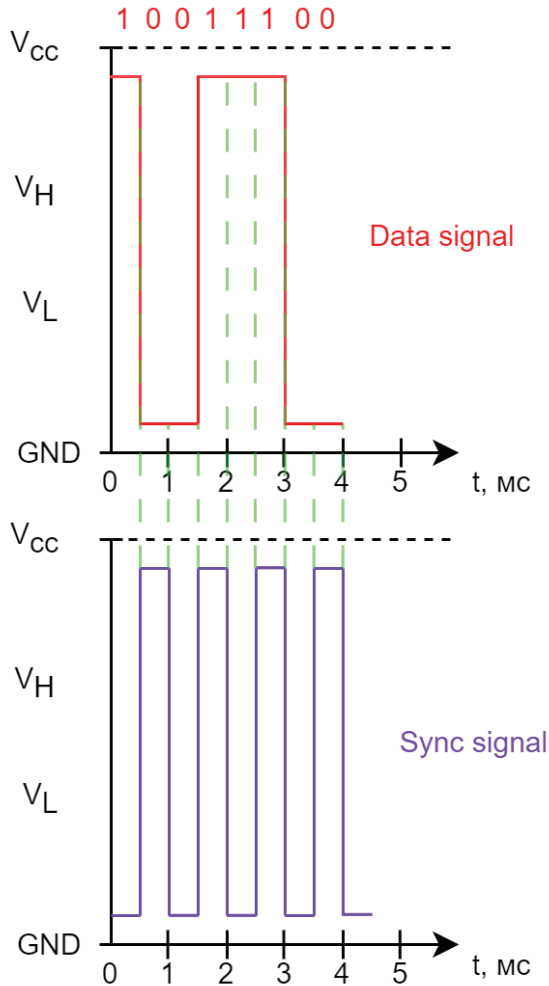 1 0 0 1 1 1 0 0
Vcc
VH
Data signal
VL
GND
0 1 2 3 4 5 t, мс
Vcc
VH
Sync signal
VL
GND
0 1 2 3 4 5 t, мс